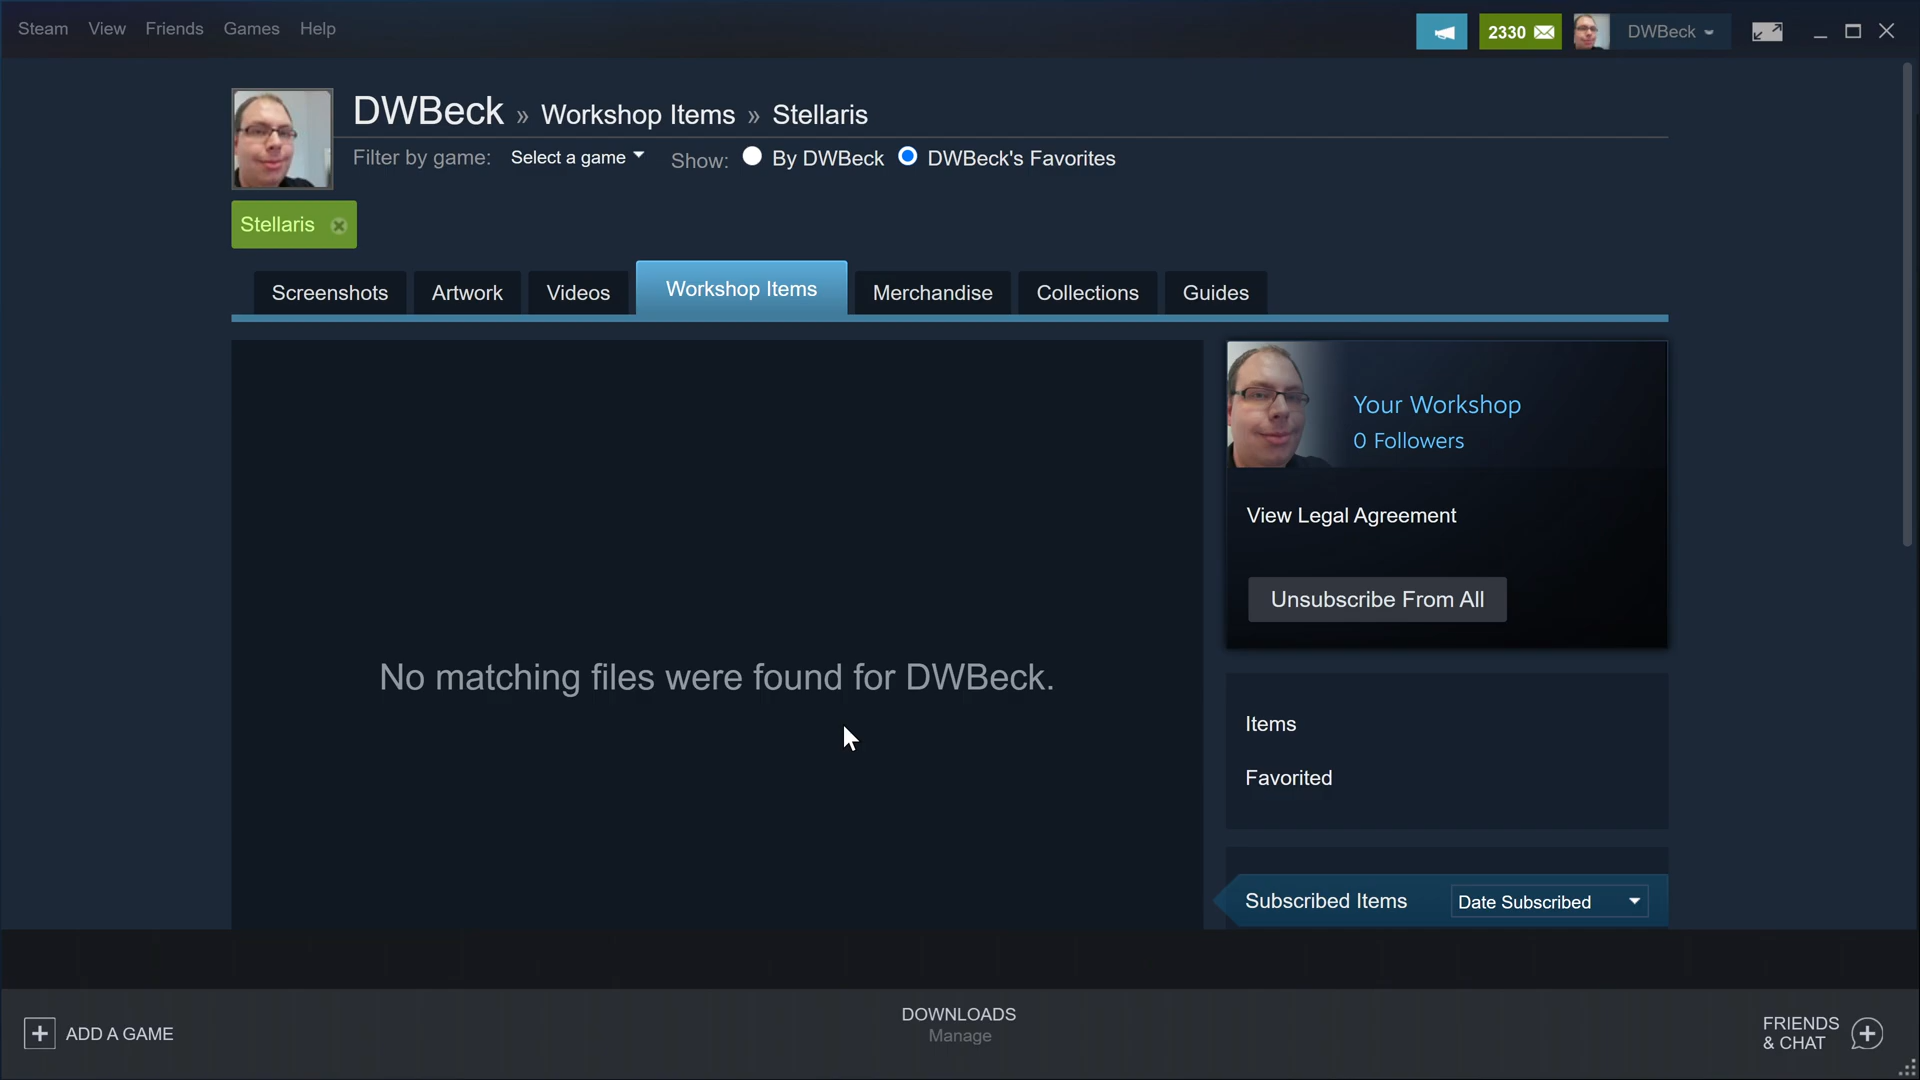 Steam View Friends Games Help
2330
DWBeck
DWBeck » Workshop Items » Stellaris
Filter by game: Select a game Show: By DWBeck DWBeck's Favorites
Stellaris
Screenshots Artwork Videos Workshop Items Merchandise Collections Guides
Your Workshop
0 Followers
View Legal Agreement
Unsubscribe From All
No matching files were found for DWBeck.
Items
Favorited
Subscribed Items Date Subscribed
ADD A GAME
DOWNLOADS
Manage
FRIENDS
& CHAT